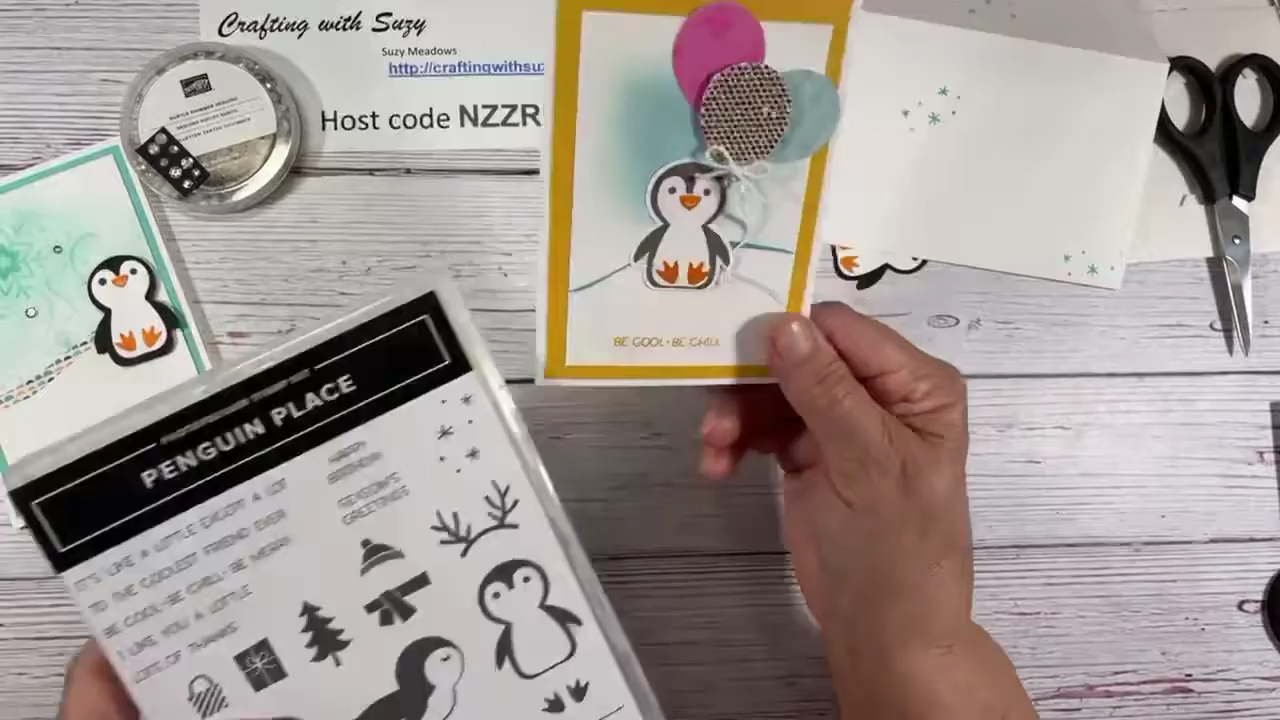 Crafting with Suzy
Suzy Meadows
http://craftingwithsu
Host code NZZR
BE COOL • BE CHILL
PENGUIN PLACE
HAPPY
BIRTHDAY
SEASON'S
GREETINGS
IT'S LIKE A LITTLE ENJOY A LOT
TO THE COOLEST FRIEND EVER
BE COOL • BE CHILL • BE MERRY
I LIKE YOU A LITTLE
LOTS OF THANKS